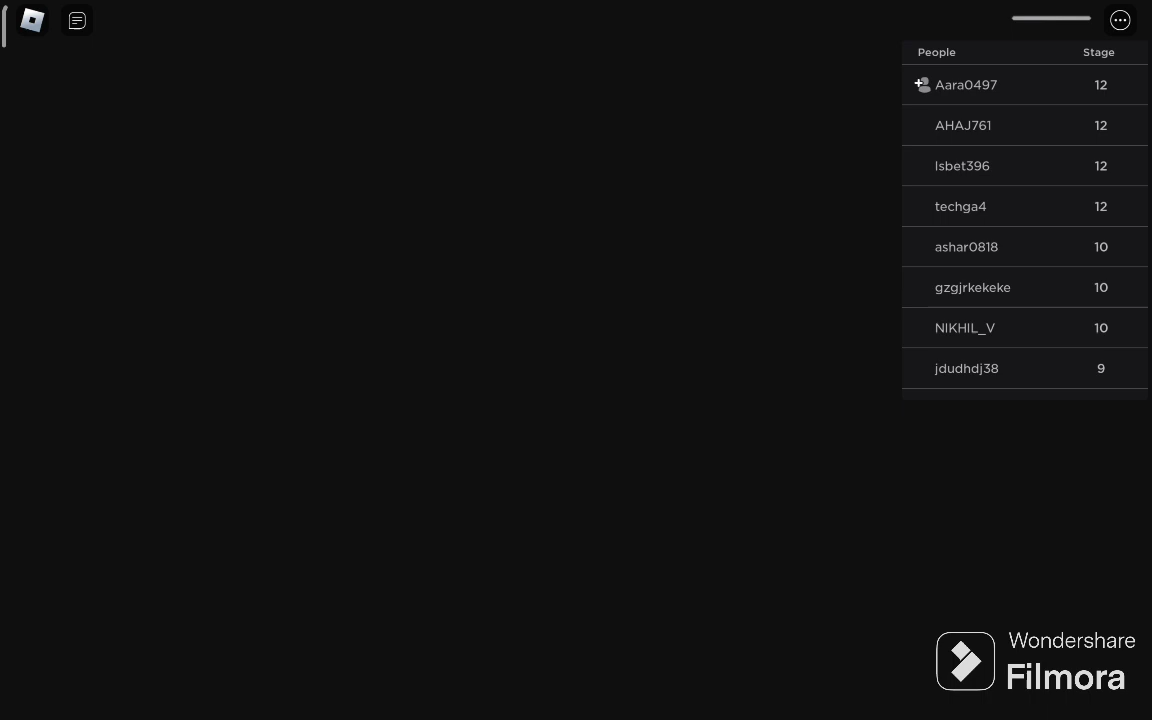 People Stage
Aara0497 12
AHAJ761 12
lsbet396 12
techga4 12
ashar0818 10
gzgjrkekeke 10
NIKHIL_V 10
jdudhdj38 9
Wondershare
Filmora